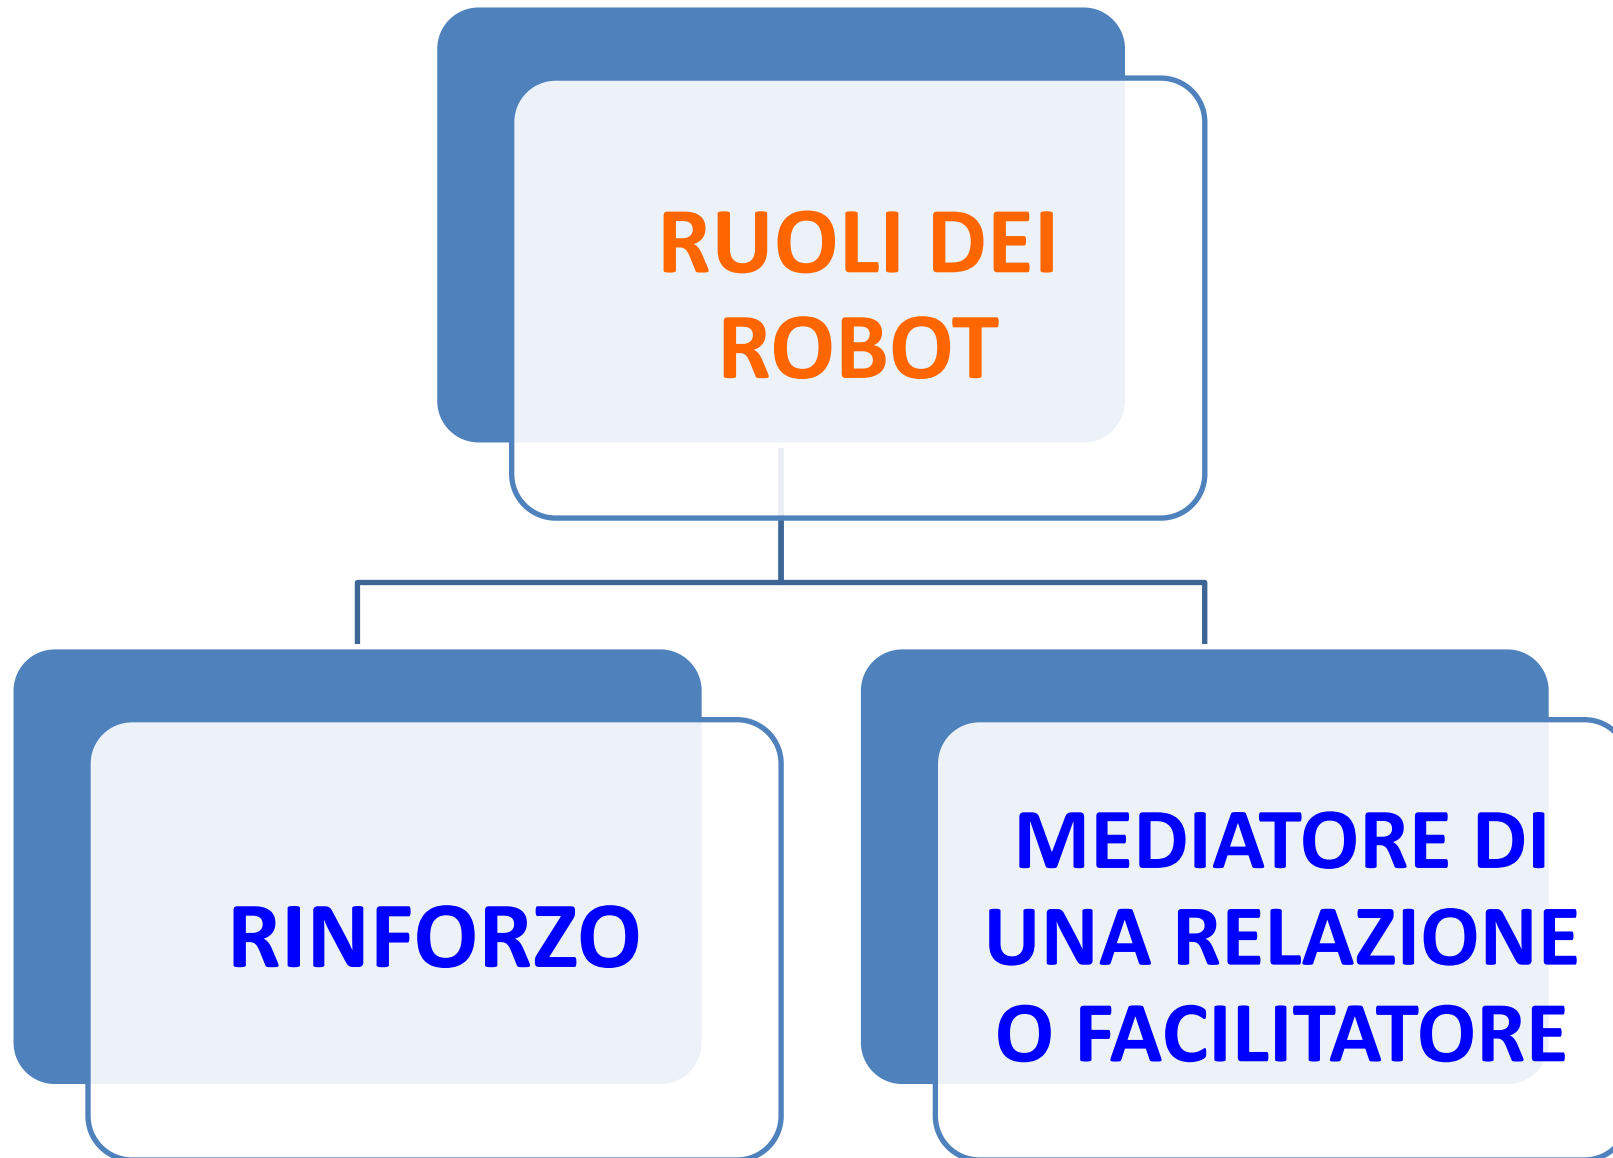 RUOLI DEI
ROBOT
RINFORZO
MEDIATORE DI
UNA RELAZIONE
O FACILITATORE